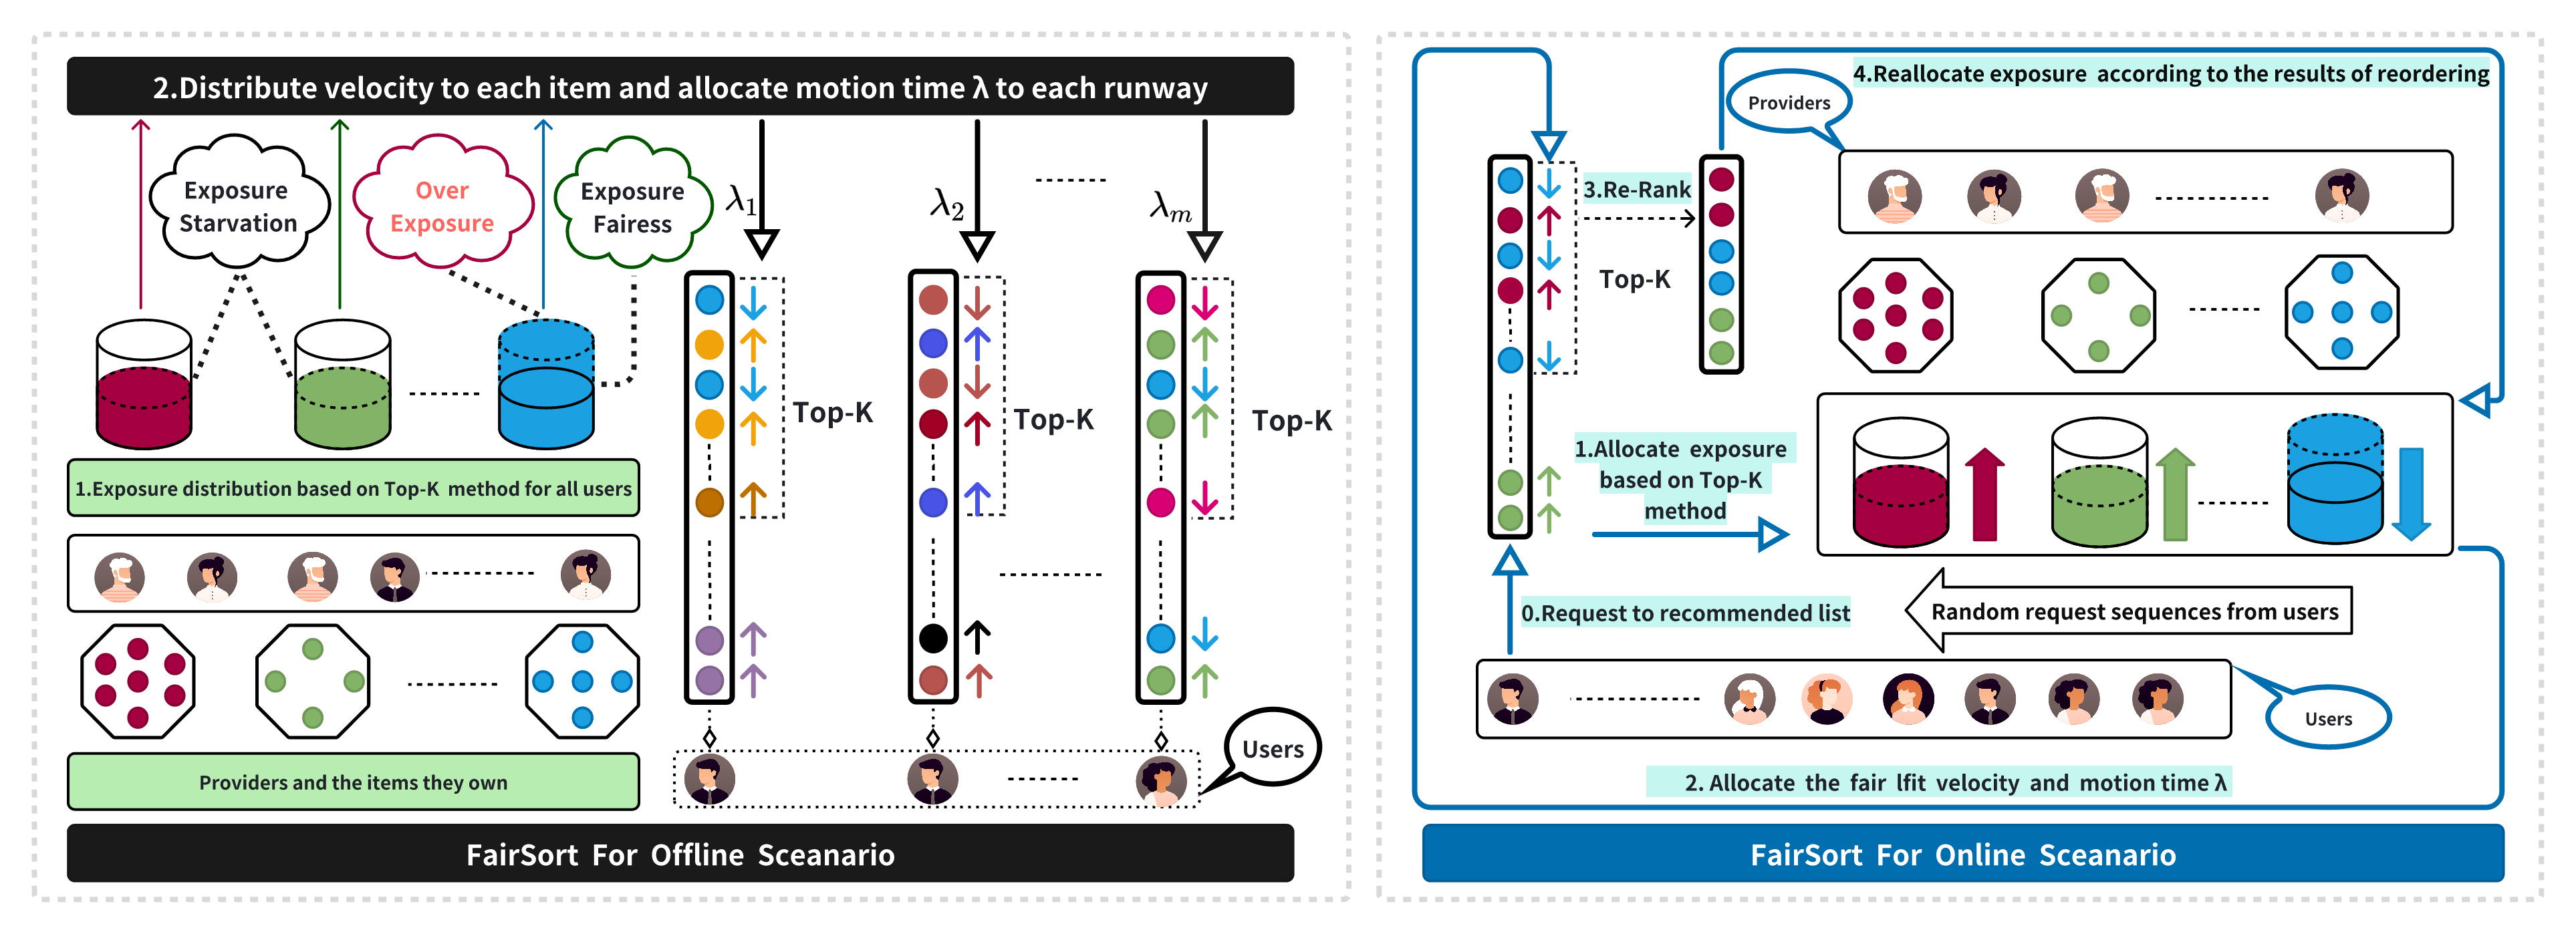 2.Distribute velocity to each item and allocate motion time λ to each runway
Exposure
Starvation
Over
Exposure
Exposure
Fairess
λ1
λ2
λm
Top-K
Top-K
Top-K
1.Exposure distribution based on Top-K method for all users
Providers and the items they own
Users
FairSort For Offline Sceanario
4.Reallocate exposure according to the results of reordering
Providers
3.Re-Rank
Top-K
1.Allocate exposure
based on Top-K
method
0.Request to recommended list
Random request sequences from users
Users
2. Allocate the fair lfit velocity and motion time λ
FairSort For Online Sceanario